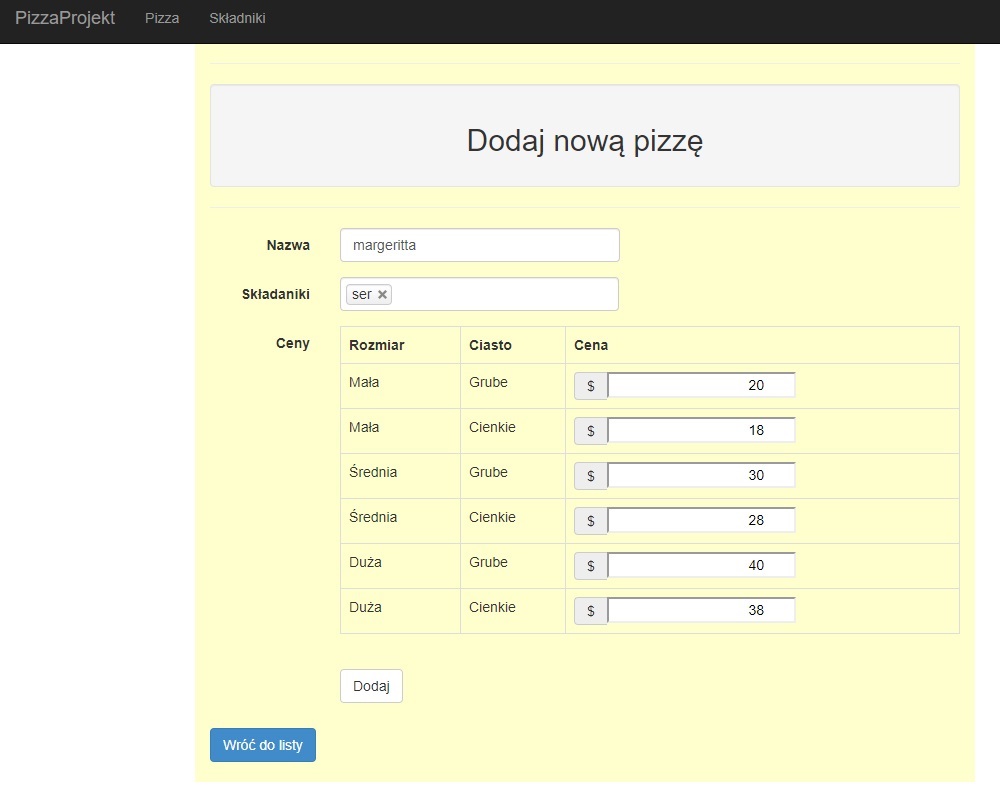 PizzaProjekt Pizza Składniki
Dodaj nową pizzę
Nazwa margeritta
Składaniki ser ×
Ceny Rozmiar Ciasto Cena
Mała Grube $ 20
Mała Cienkie $ 18
Średnia Grube $ 30
Średnia Cienkie $ 28
Duża Grube $ 40
Duża Cienkie $ 38
Dodaj
Wróć do listy